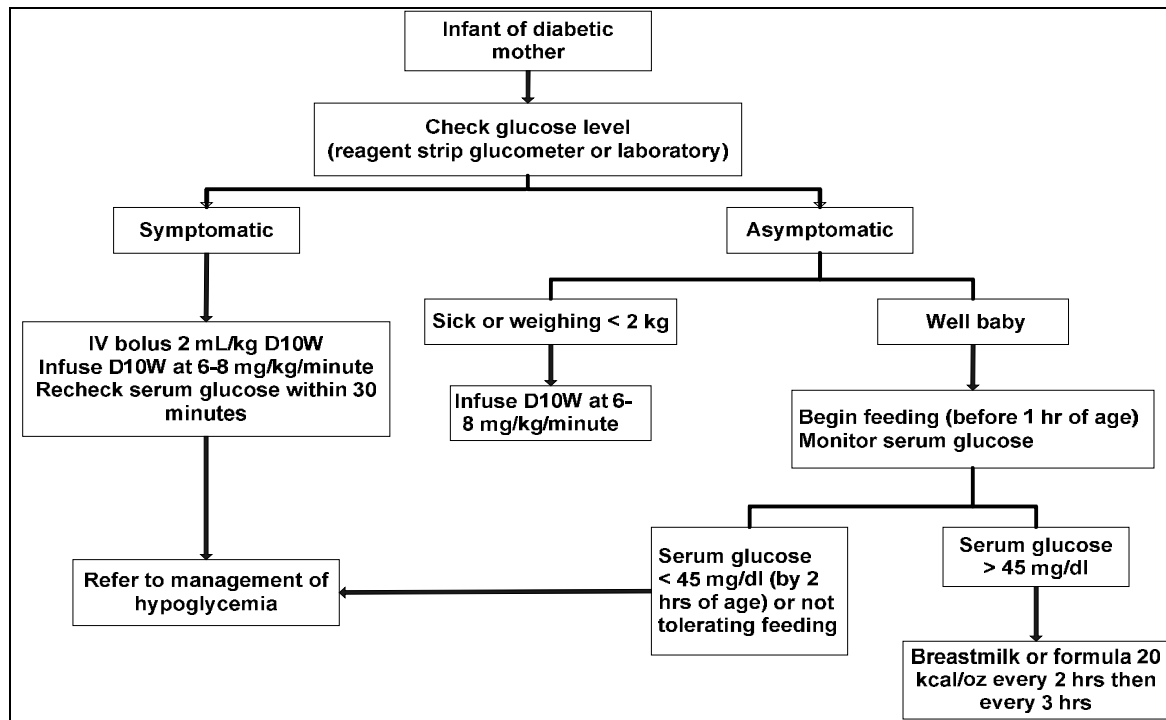 Infant of diabetic
mother
Check glucose level
(reagent strip glucometer or laboratory)
Symptomatic
Asymptomatic
IV bolus 2 mL/kg D10W
Infuse D10W at 6-8 mg/kg/minute
Recheck serum glucose within 30
minutes
Sick or weighing < 2 kg
Well baby
Infuse D10W at 6-
8 mg/kg/minute
Begin feeding (before 1 hr of age)
Monitor serum glucose
Refer to management of
hypoglycemia
Serum glucose
< 45 mg/dl (by 2
hrs of age) or not
tolerating feeding
Serum glucose
> 45 mg/dl
Breastmilk or formula 20
kcal/oz every 2 hrs then
every 3 hrs